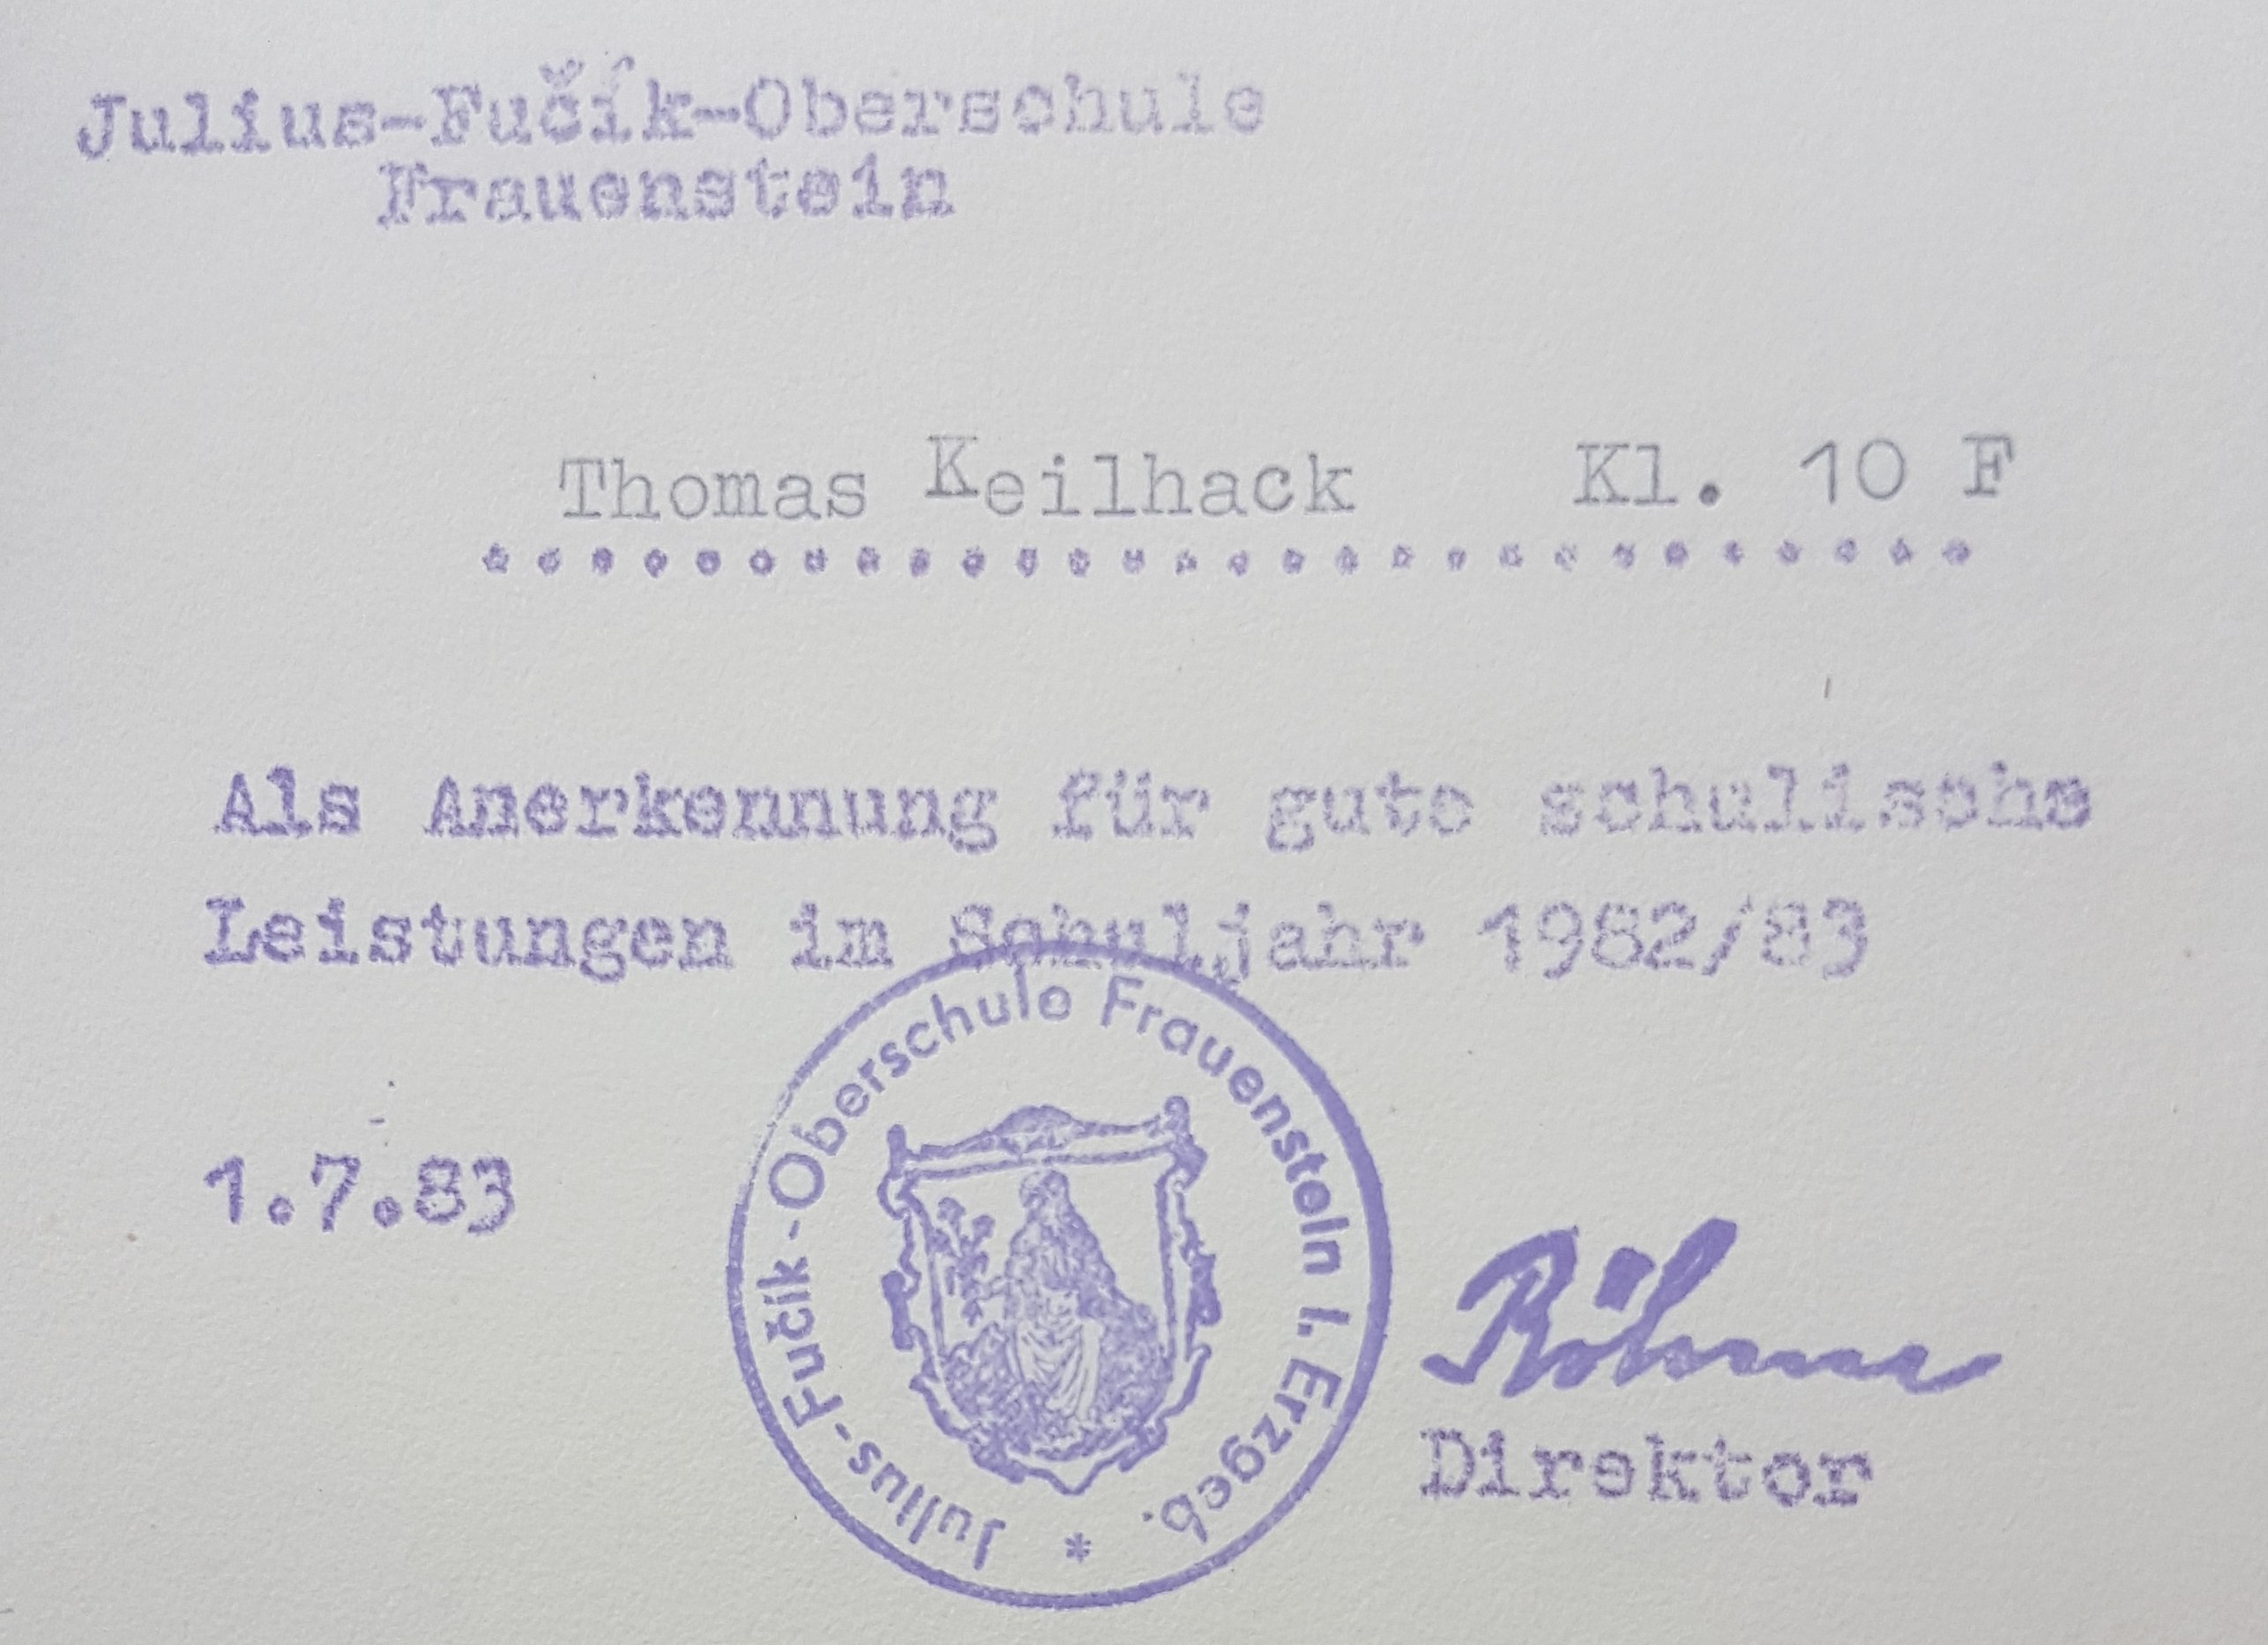 Julius-Fučík-Oberschule
Frauenstein
Thomas Keilhack Kl. 10 F
Als Anerkennung für gute schulische
Leistungen im Schuljahr 1982/83
Julius-Fučik-Oberschule Frauenstein i. Erzgeb. *
1.7.83
Böhme
Direktor